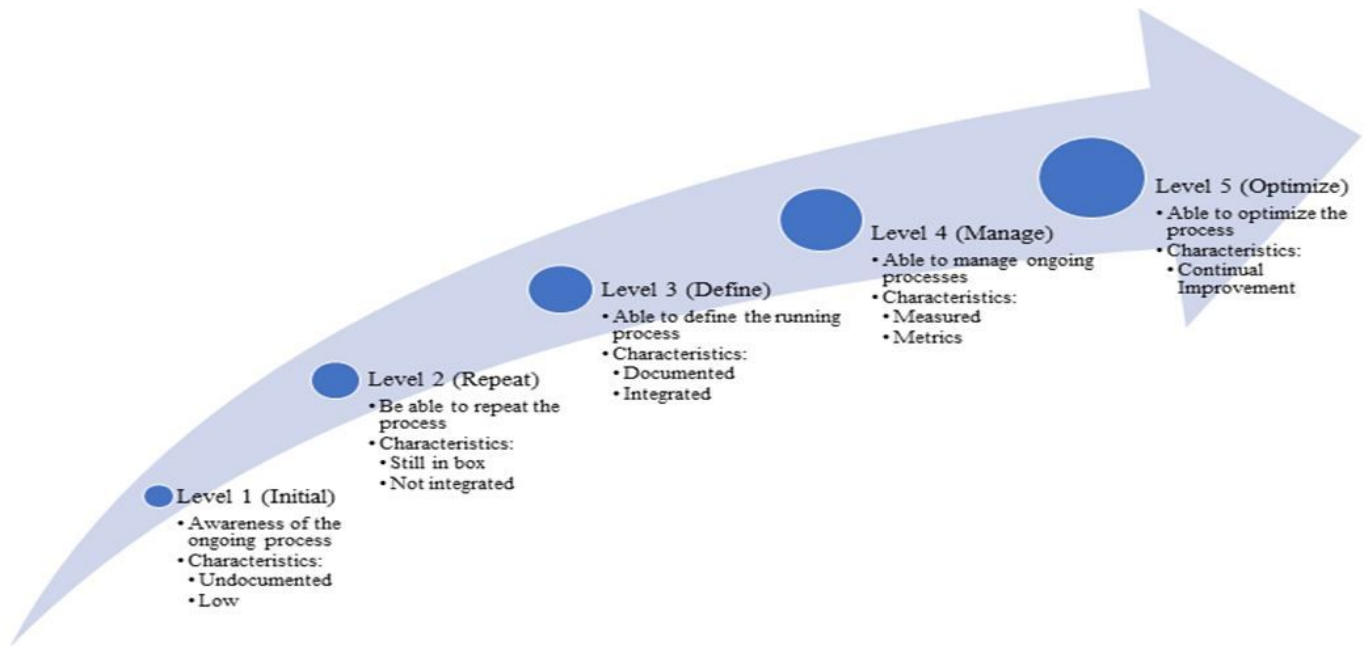 Level 1 (Initial)
• Awareness of the
ongoing process
• Characteristics:
• Undocumented
• Low
Level 2 (Repeat)
• Be able to repeat the
process
• Characteristics:
• Still in box
• Not integrated
Level 3 (Define)
• Able to define the running
process
• Characteristics:
• Documented
• Integrated
Level 4 (Manage)
• Able to manage ongoing
processes
• Characteristics:
• Measured
• Metrics
Level 5 (Optimize)
• Able to optimize the
process
• Characteristics:
• Continual
Improvement